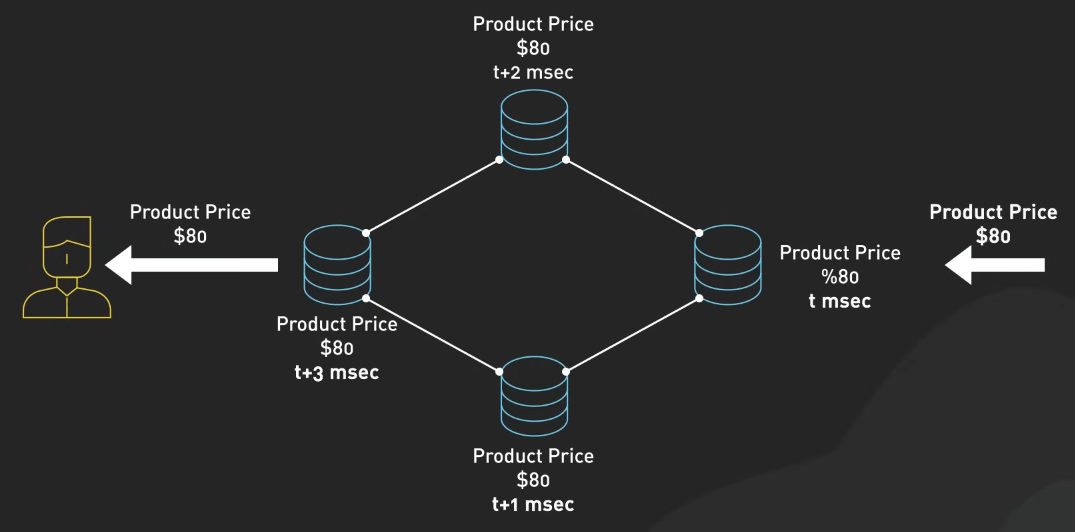 Product Price
$80
t+2 msec
Product Price
$80
Product Price
$80
Product Price
%80
t msec
Product Price
$80
t+3 msec
Product Price
$80
t+1 msec